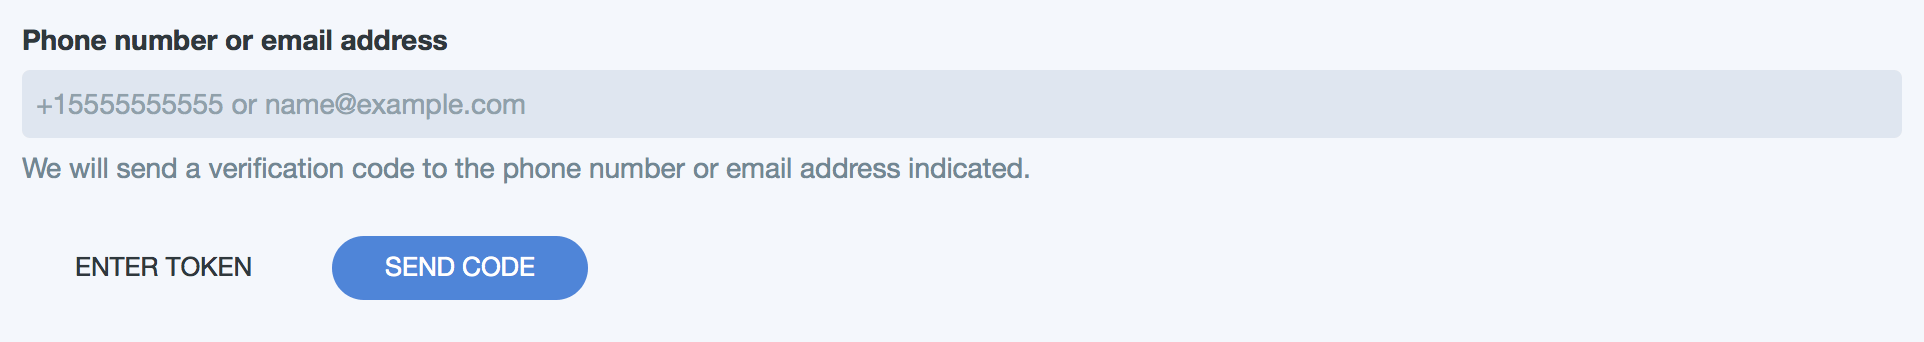 Phone number or email address
+15555555555 or name@example.com
We will send a verification code to the phone number or email address indicated.
ENTER TOKEN
SEND CODE